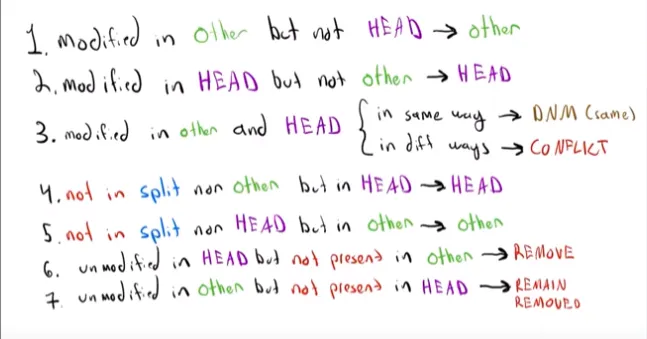 1. modified in other but not HEAD → other
2. modified in HEAD but not other → HEAD
3. modified in other and HEAD { in same way → DNM (same)
in diff ways → CONFLICT
4. not in split nor other but in HEAD → HEAD
5. not in split nor HEAD but in other → other
6. unmodified in HEAD but not present in other → REMOVE
7. unmodified in other but not present in HEAD → REMAIN
REMOVED